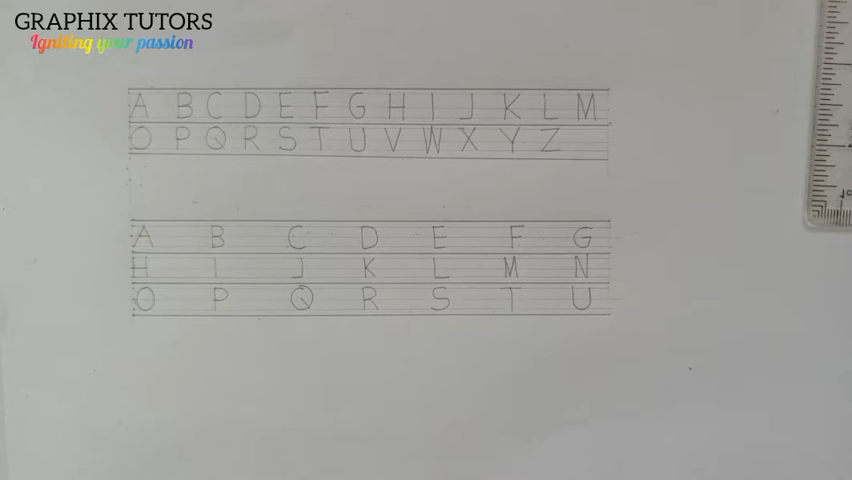 GRAPHIX TUTORS
Igniting your passion
A B C D E F G H I J K L M
O P Q R S T U V W X Y Z
A B C D E F G
H I J K L M N
O P Q R S T U